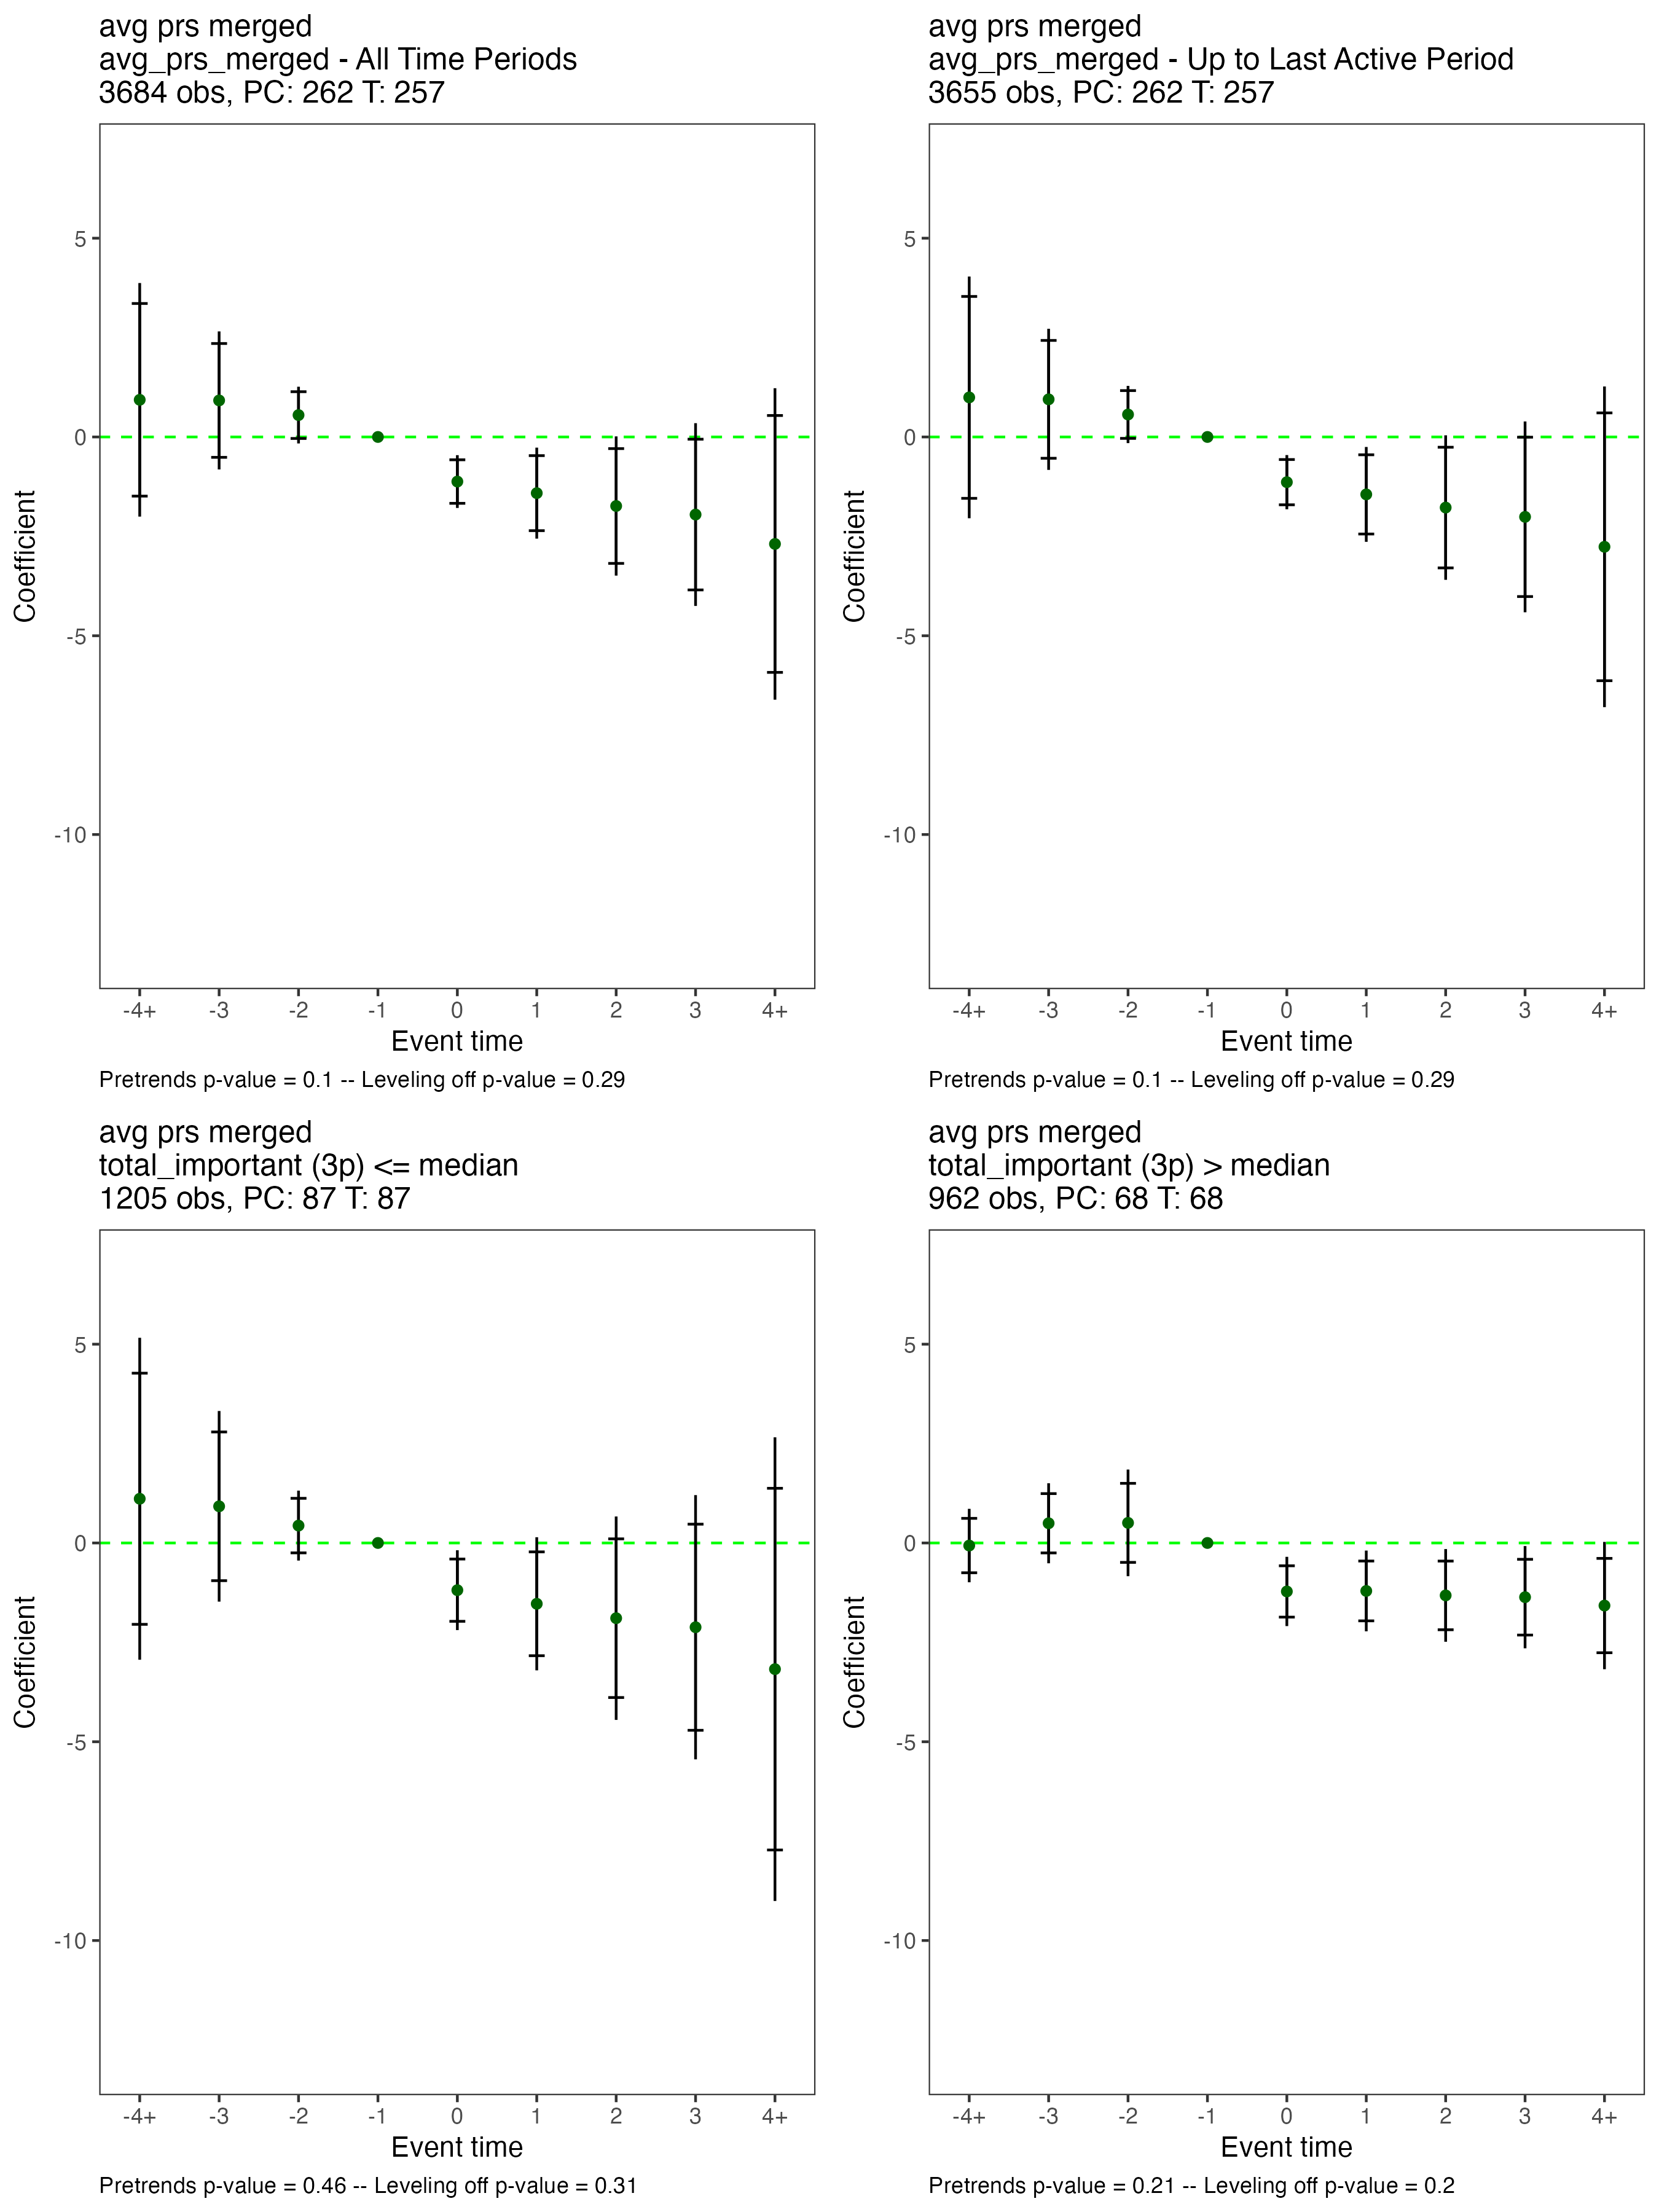 avg prs merged
avg_prs_merged - All Time Periods
3684 obs, PC: 262 T: 257
5
0
-5
-10
Coefficient
-4+ -3 -2 -1 0 1 2 3 4+
Event time
Pretrends p-value = 0.1 -- Leveling off p-value = 0.29
avg prs merged
avg_prs_merged - Up to Last Active Period
3655 obs, PC: 262 T: 257
5
0
-5
-10
Coefficient
-4+ -3 -2 -1 0 1 2 3 4+
Event time
Pretrends p-value = 0.1 -- Leveling off p-value = 0.29
avg prs merged
total_important (3p) <= median
1205 obs, PC: 87 T: 87
5
0
-5
-10
Coefficient
-4+ -3 -2 -1 0 1 2 3 4+
Event time
Pretrends p-value = 0.46 -- Leveling off p-value = 0.31
avg prs merged
total_important (3p) > median
962 obs, PC: 68 T: 68
5
0
-5
-10
Coefficient
-4+ -3 -2 -1 0 1 2 3 4+
Event time
Pretrends p-value = 0.21 -- Leveling off p-value = 0.2